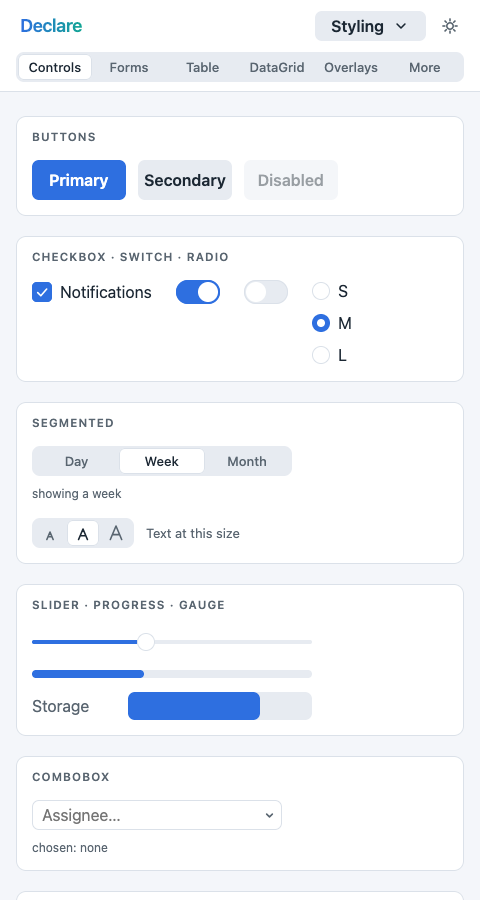 Declare
Styling
Controls Forms Table DataGrid Overlays More
BUTTONS
Primary Secondary Disabled
CHECKBOX · SWITCH · RADIO
Notifications
S
M
L
SEGMENTED
Day Week Month
showing a week
A A A Text at this size
SLIDER · PROGRESS · GAUGE
Storage
COMBOBOX
Assignee...
chosen: none